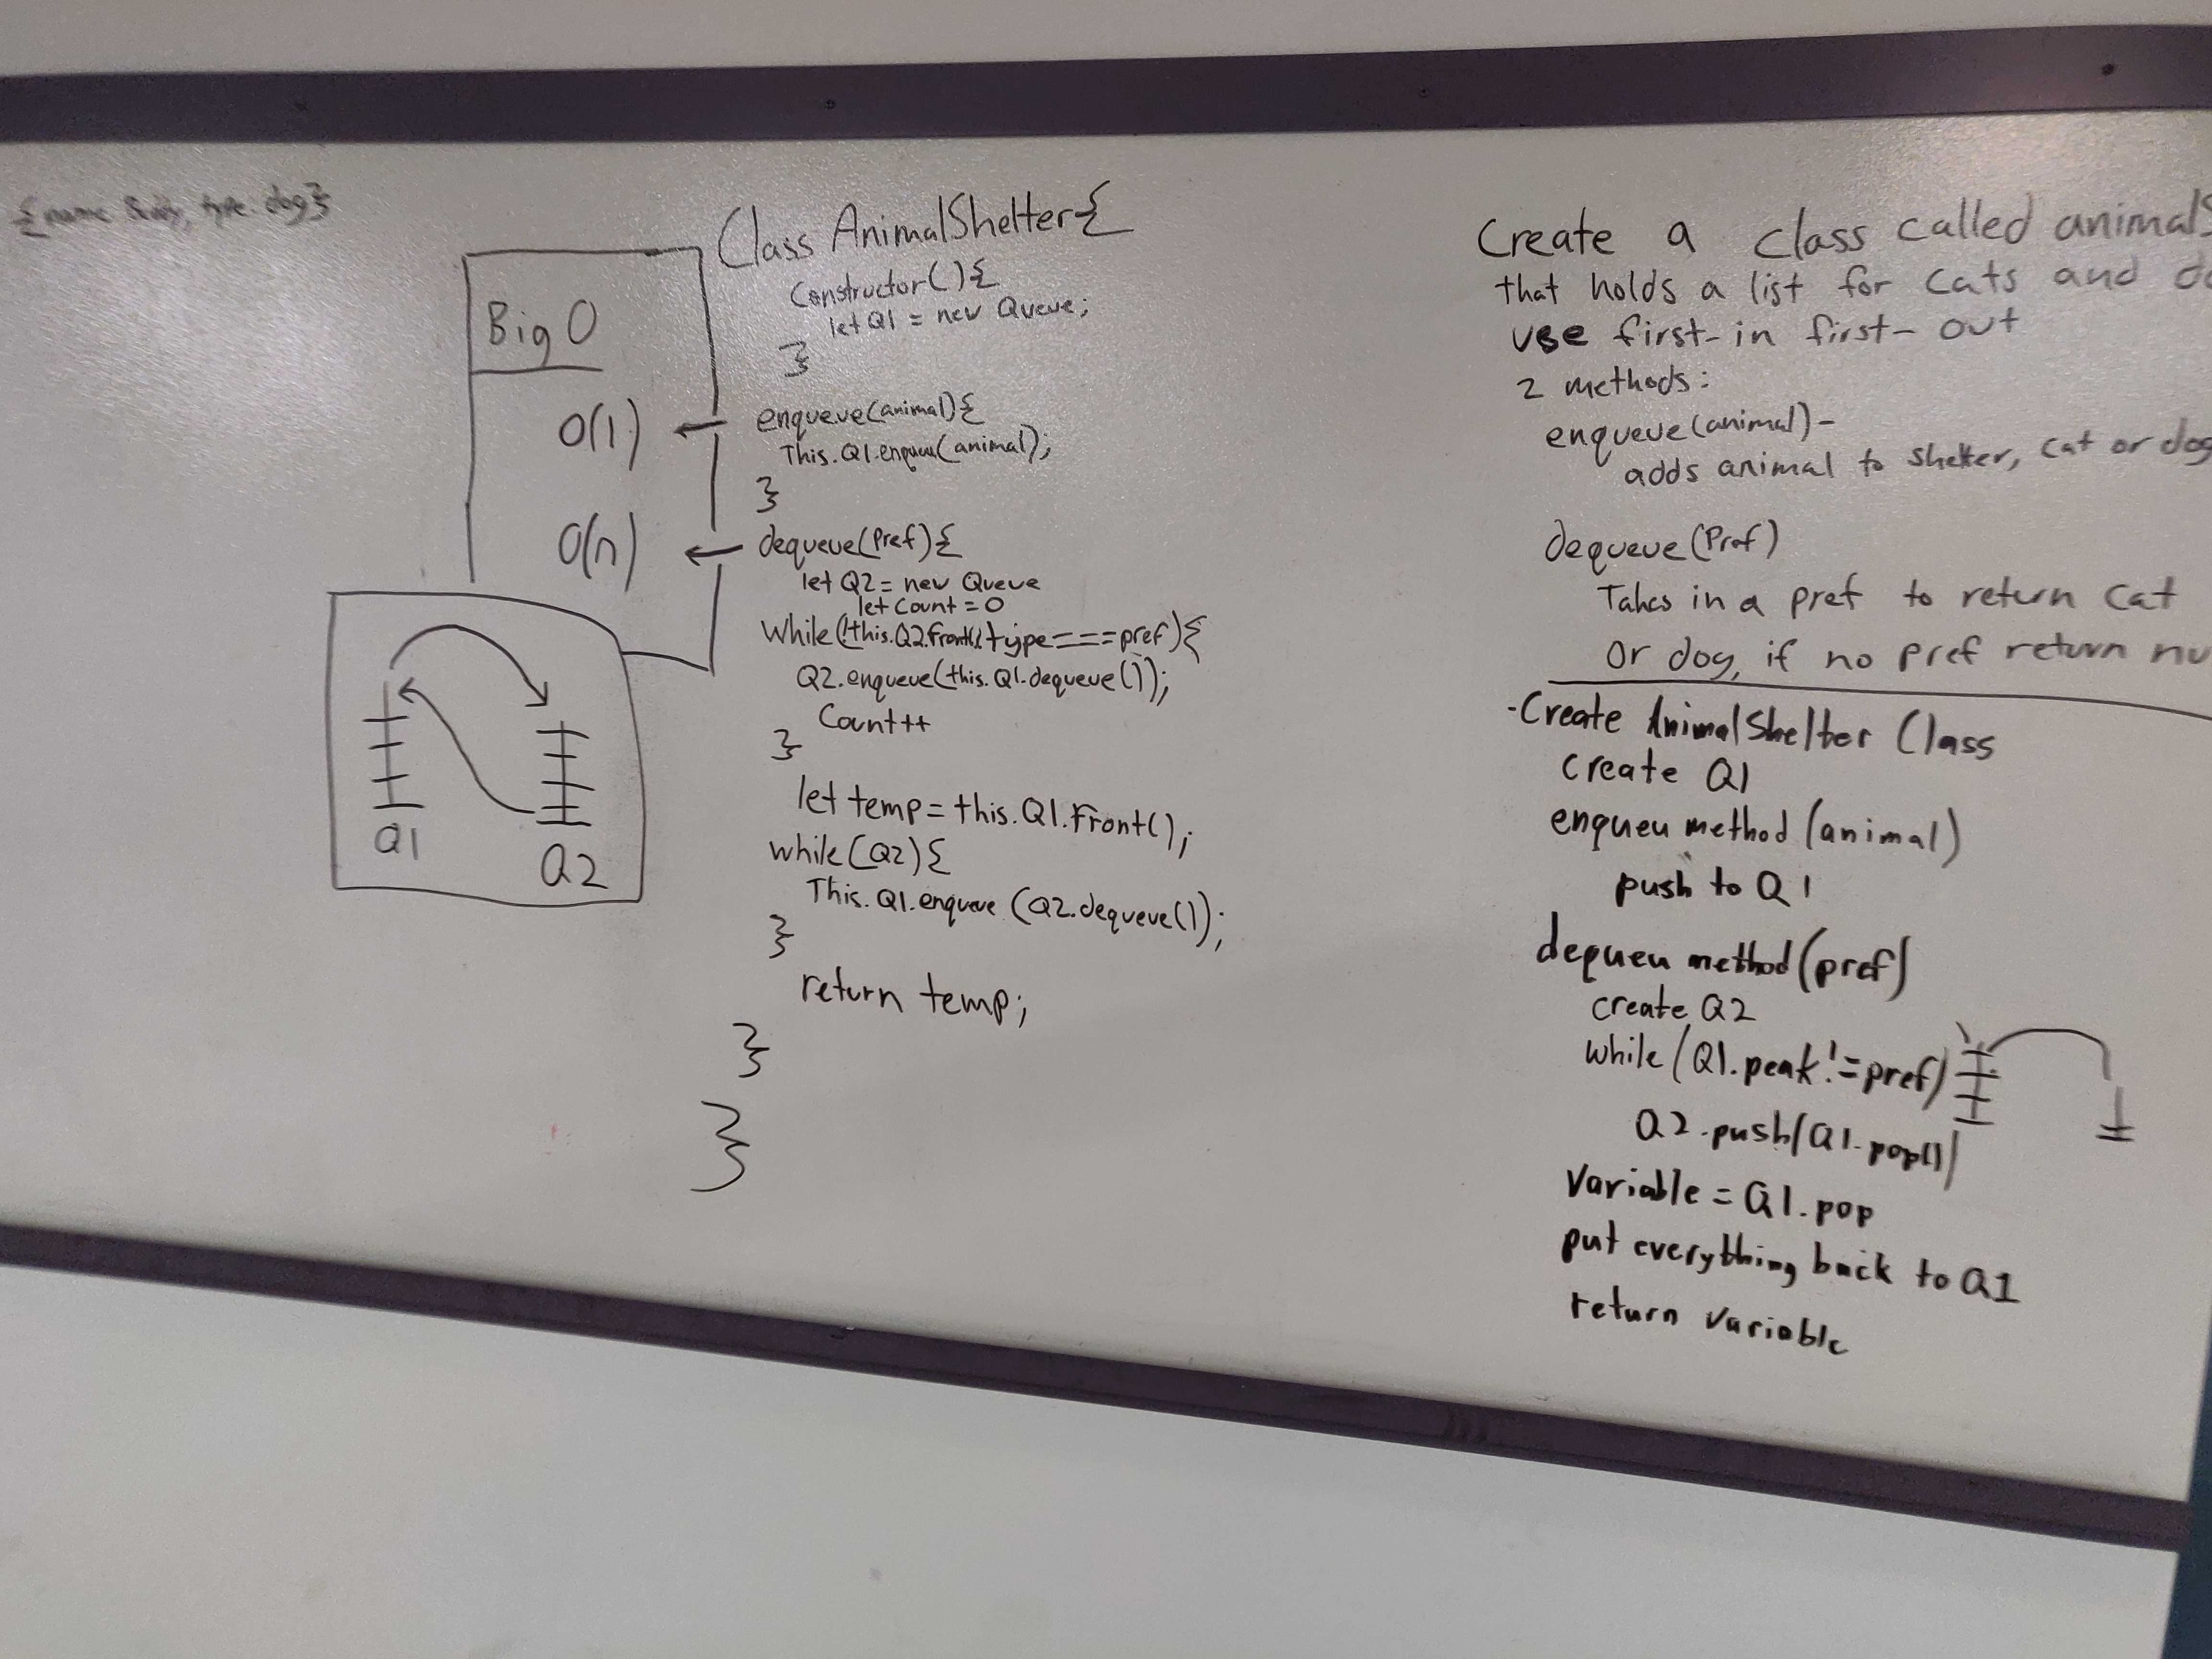 {name Buddy, type: dog}
Big O
O(1)
O(n)
Q1
Q2
Class AnimalShelter{
Constructor(){
let Q1 = new Queue;
}
enqueue(animal){
This.Q1.enqueue(animal);
}
dequeue(Pref){
let Q2 = new Queue
let Count = 0
While(!this.Q2.Front().type===pref){
Q2.enqueue(this.Q1.dequeue());
Count++
}
let temp = this.Q1.Front();
while(Q2){
This.Q1.enqueue (Q2.dequeue());
}
return temp;
}
}
Create a class called animalS
that holds a list for cats and do
use first-in first-out
2 methods:
enqueue(animal)-
adds animal to shelter, cat or dog
dequeue(Pref)
Takes in a pref to return cat
Or dog, if no pref return nu
-Create AnimalShelter Class
create Q1
enqueu method (animal)
push to Q1
dequeu method (pref)
create Q2
while (Q1.peak != pref)
Q2.push(Q1.pop())
Variable = Q1.pop
put everything back to Q1
return variable